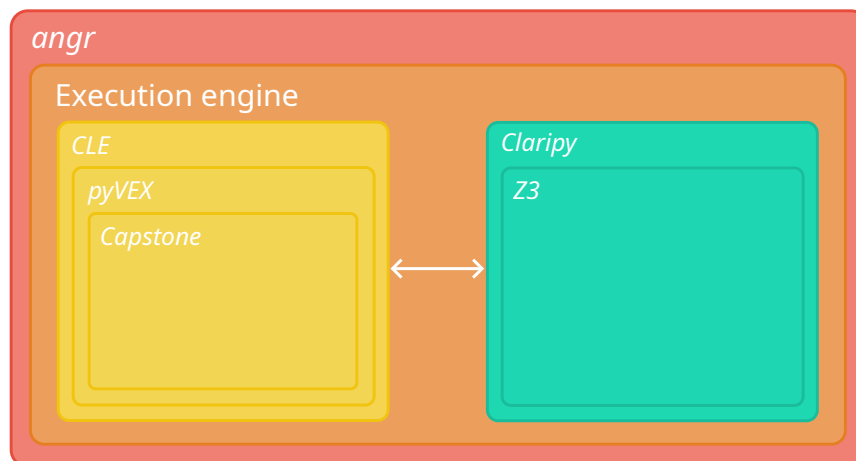 angr
Execution engine
CLE
pyVEX
Capstone
Claripy
Z3